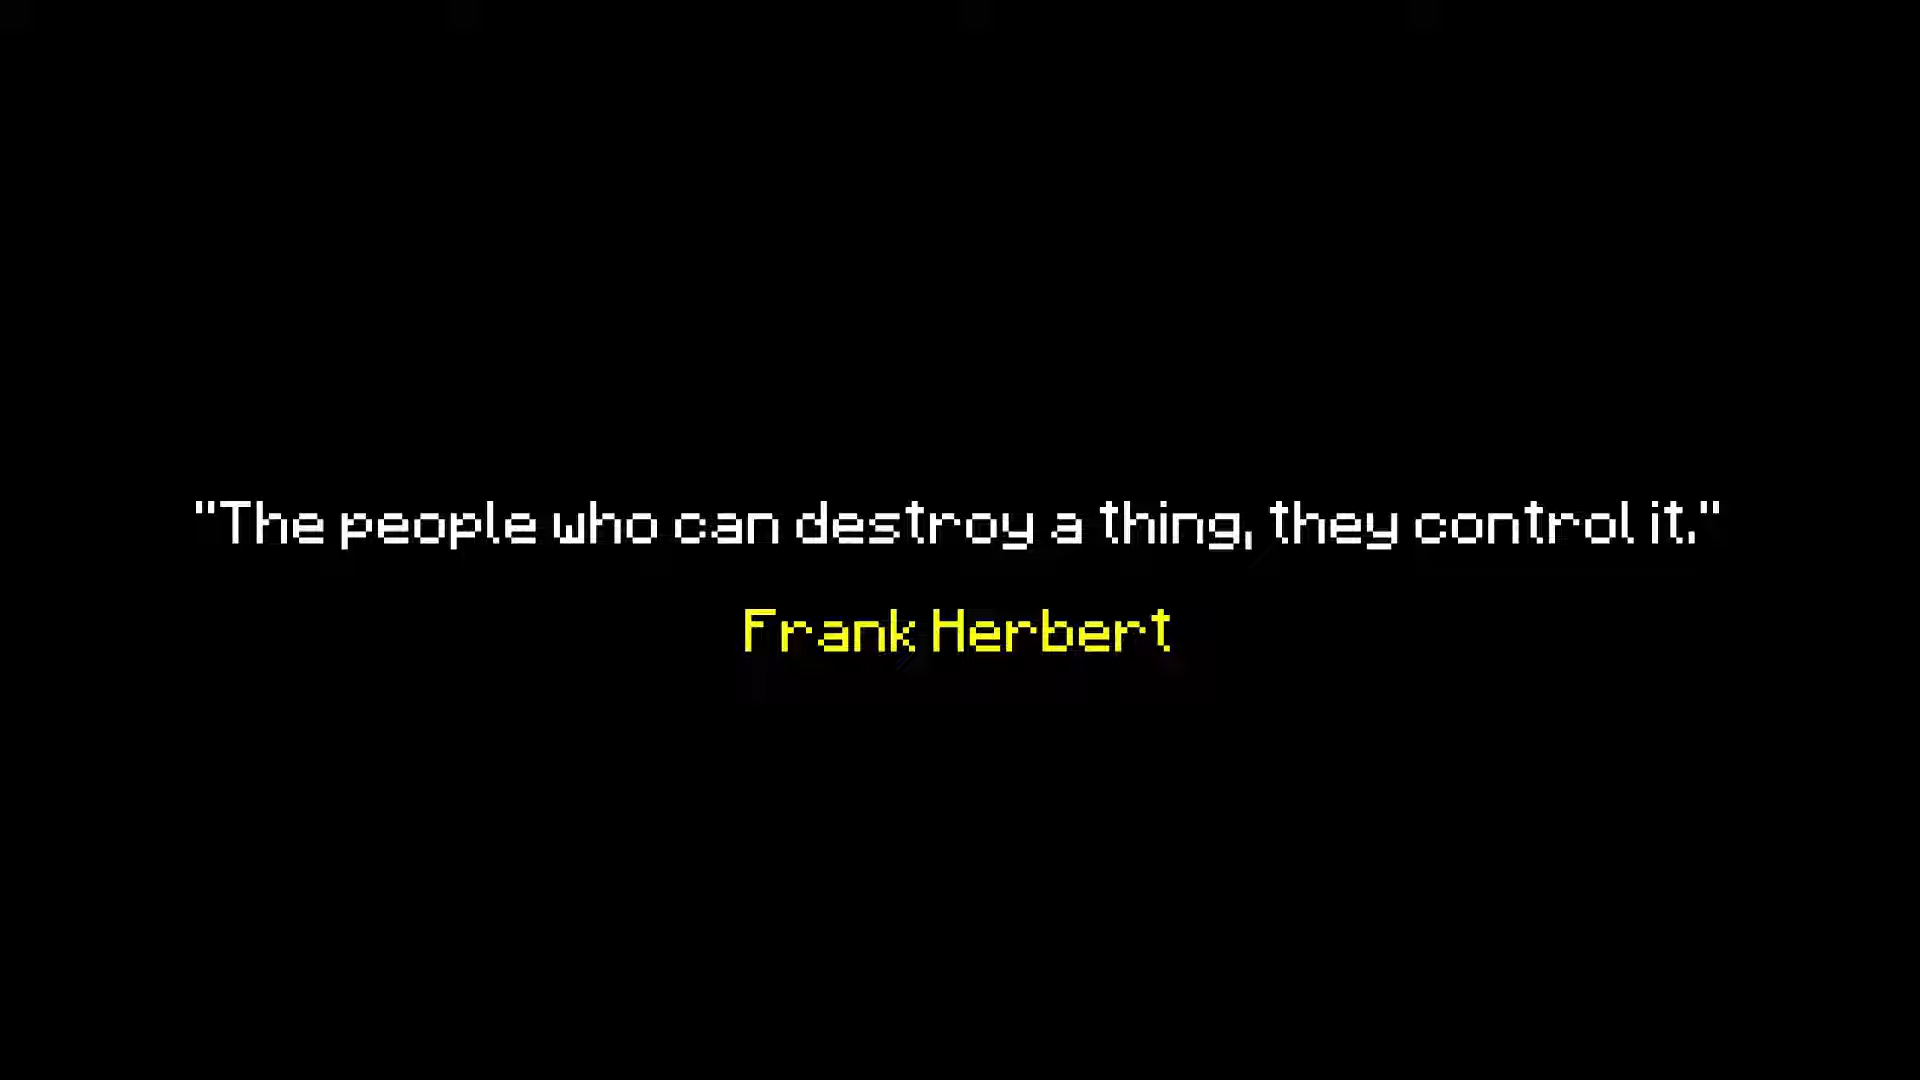 "The people who can destroy a thing, they control it."
Frank Herbert